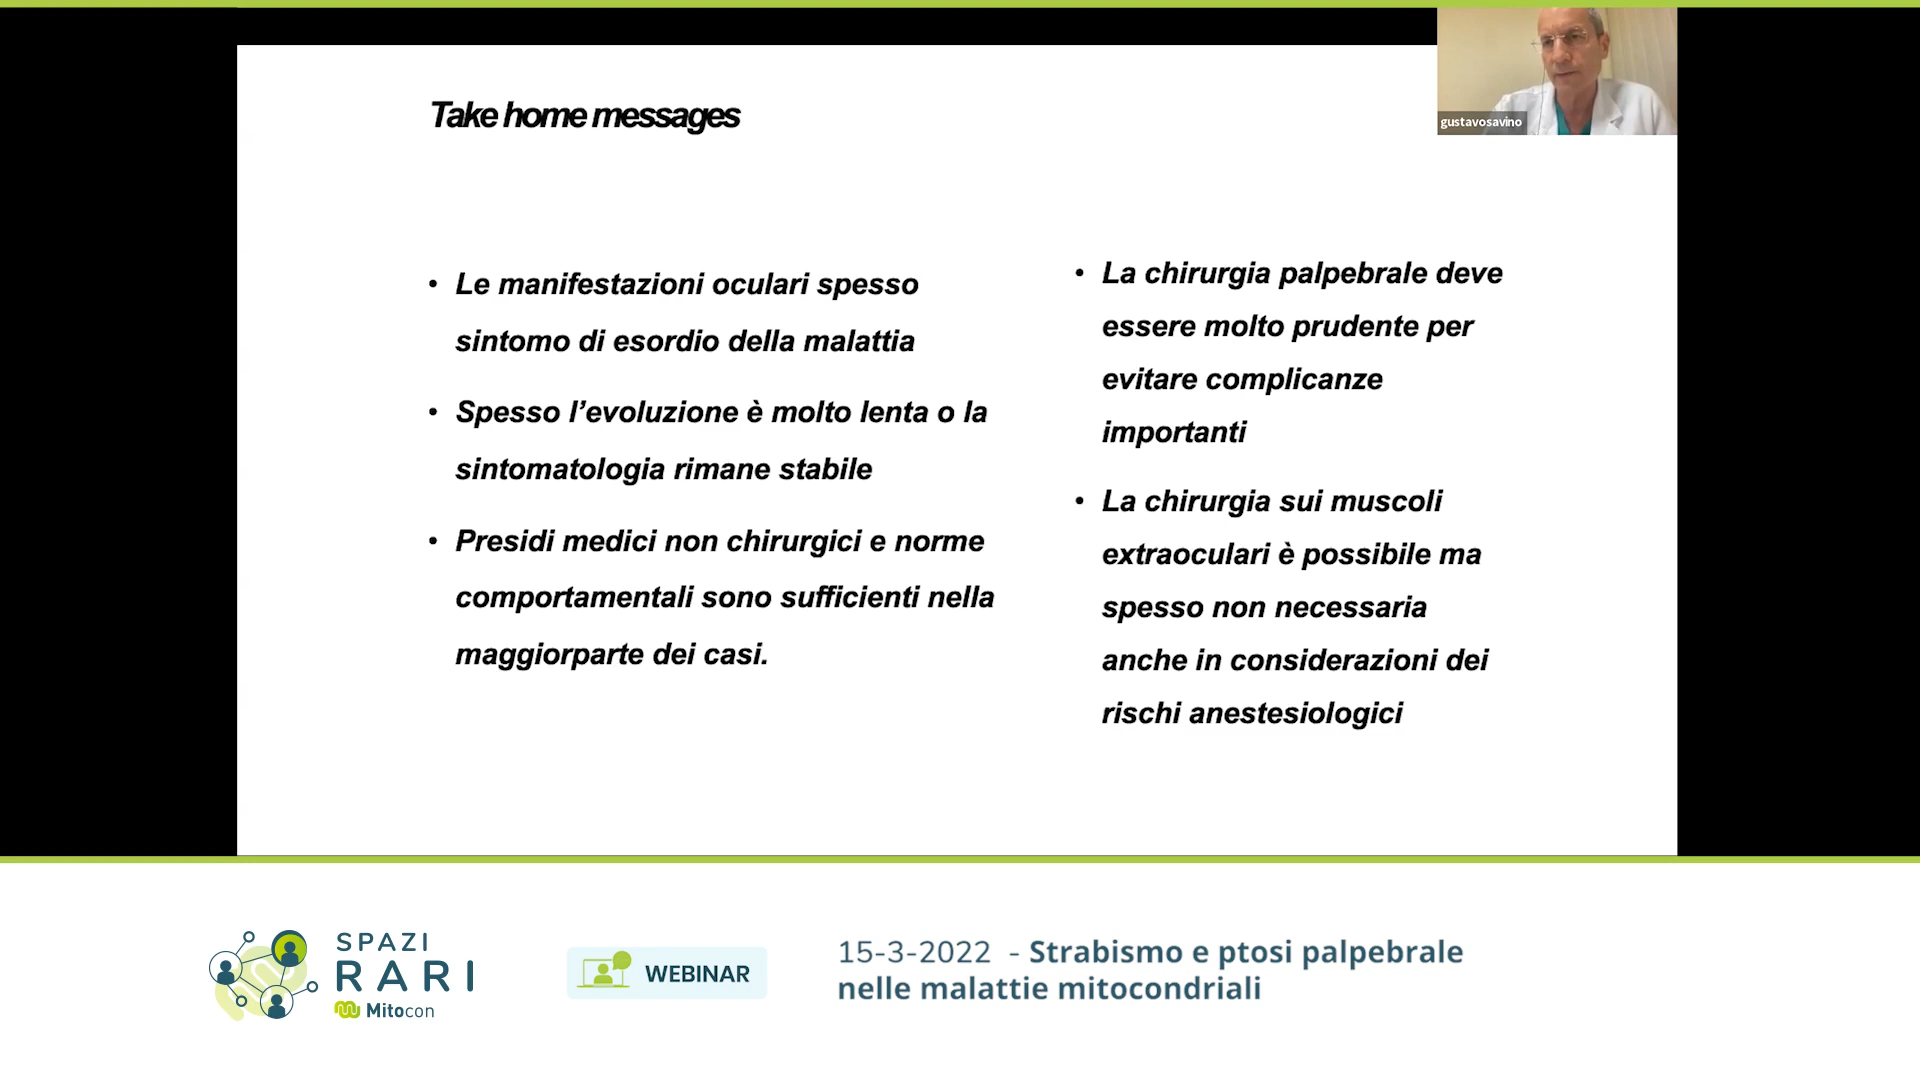 gustavosavino
Take home messages
• Le manifestazioni oculari spesso
sintomo di esordio della malattia
• Spesso l’evoluzione è molto lenta o la
sintomatologia rimane stabile
• Presidi medici non chirurgici e norme
comportamentali sono sufficienti nella
maggiorparte dei casi.
• La chirurgia palpebrale deve
essere molto prudente per
evitare complicanze
importanti
• La chirurgia sui muscoli
extraoculari è possibile ma
spesso non necessaria
anche in considerazioni dei
rischi anestesiologici
SPAZI
RARI
Mitocon
WEBINAR
15-3-2022 - Strabismo e ptosi palpebrale
nelle malattie mitocondriali